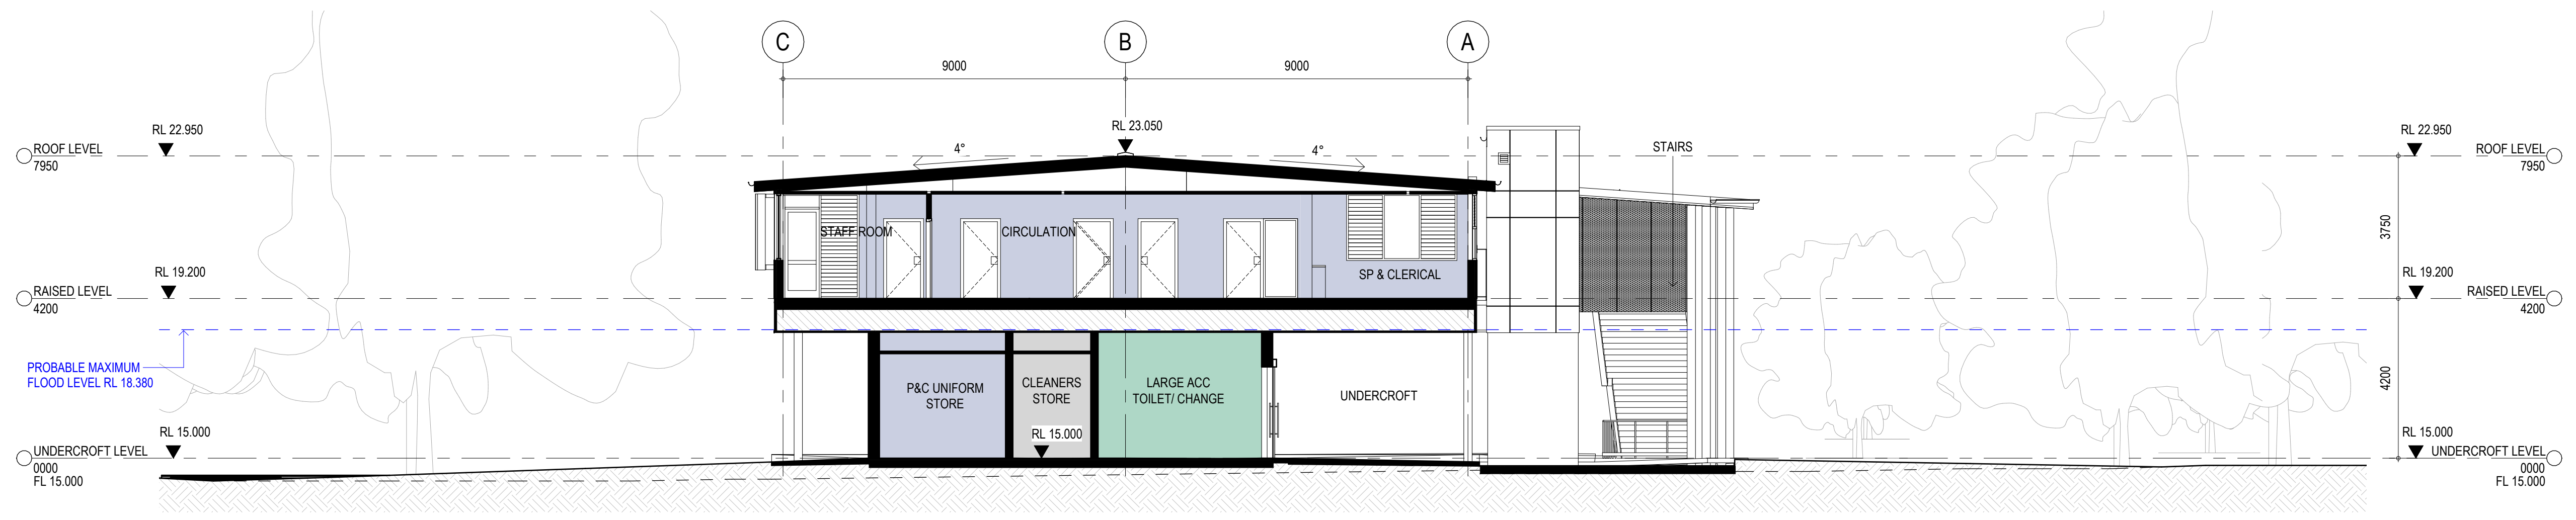 C
B
A
9000
9000
RL 23.050
4°
4°
RL 22.950
ROOF LEVEL
7950
RL 19.200
RAISED LEVEL
4200
PROBABLE MAXIMUM
FLOOD LEVEL RL 18.380
RL 15.000
UNDERCROFT LEVEL
0000
FL 15.000
STAFF ROOM
CIRCULATION
SP & CLERICAL
P&C UNIFORM
STORE
CLEANERS
STORE
LARGE ACC
TOILET/ CHANGE
UNDERCROFT
RL 15.000
STAIRS
RL 22.950
ROOF LEVEL
7950
3750
RL 19.200
RAISED LEVEL
4200
4200
RL 15.000
UNDERCROFT LEVEL
0000
FL 15.000